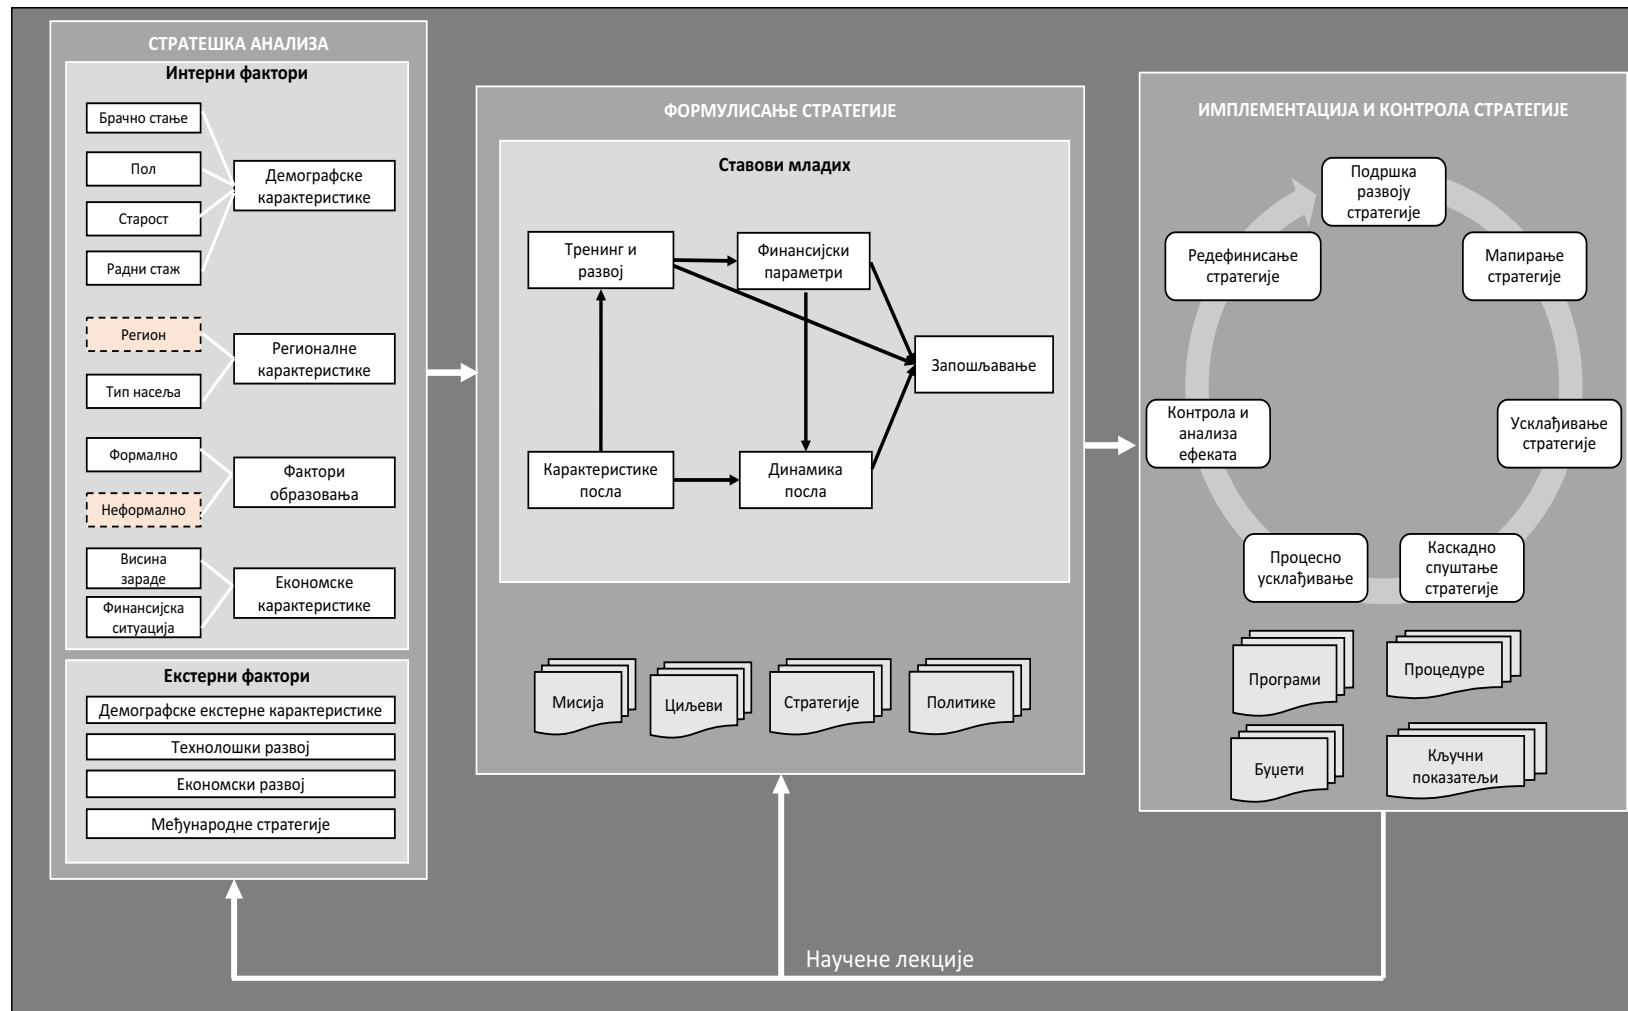 СТРАТЕШКА АНАЛИЗА
Интерни фактори
Брачно стање
Пол
Старост
Радни стаж
Демографске
карактеристике
Регион
Тип насеља
Регионалне
карактеристике
Формално
Неформално
Фактори
образовања
Висина
зараде
Финансијска
ситуација
Економске
карактеристике
Екстерни фактори
Демографске екстерне карактеристике
Технолошки развој
Економски развој
Међународне стратегије
ФОРМУЛИСАЊЕ СТРАТЕГИЈЕ
Ставови младих
Тренинг и
развој
Финансијски
параметри
Запошљавање
Карактеристике
посла
Динамика
посла
Мисија
Циљеви
Стратегије
Политике
ИМПЛЕМЕНТАЦИЈА И КОНТРОЛА СТРАТЕГИЈЕ
Подршка
развоју
стратегије
Мапирање
стратегије
Усклађивање
стратегије
Каскадно
спуштање
стратегије
Процесно
усклађивање
Контрола и
анализа
ефеката
Редефинисање
стратегије
Програми
Процедуре
Буџети
Кључни
показатељи
Научене лекције